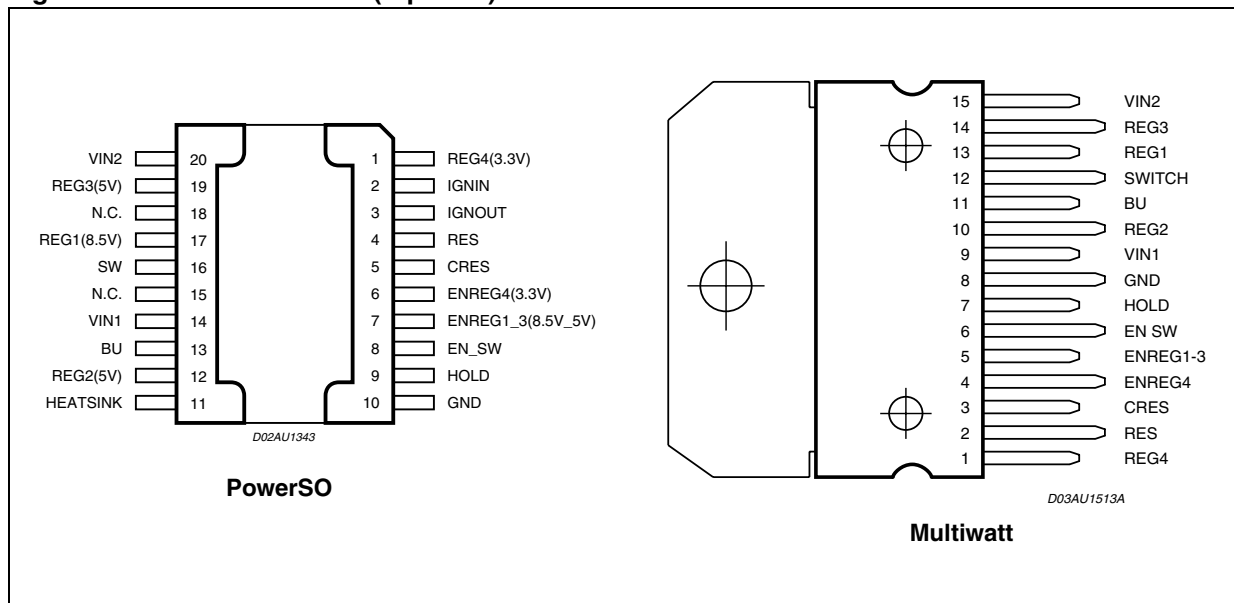 VIN2 20 1 REG4(3.3V)
REG3(5V) 19 2 IGNIN
N.C. 18 3 IGNOUT
REG1(8.5V) 17 4 RES
SW 16 5 CRES
N.C. 15 6 ENREG4(3.3V)
VIN1 14 7 ENREG1_3(8.5V_5V)
BU 13 8 EN_SW
REG2(5V) 12 9 HOLD
HEATSINK 11 10 GND
D02AU1343
PowerSO
15 VIN2
14 REG3
13 REG1
12 SWITCH
11 BU
10 REG2
9 VIN1
8 GND
7 HOLD
6 EN SW
5 ENREG1-3
4 ENREG4
3 CRES
2 RES
1 REG4
D03AU1513A
Multiwatt